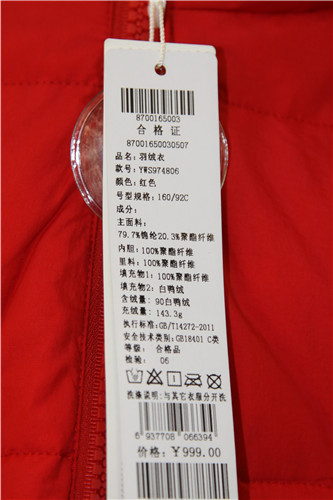 8700165003
合格证
87001650030507
品名: 羽绒衣
款号: YWS974806
颜色: 红色
号型规格: 160/92C
成分:
主面料:
79.7%锦纶20.3%聚酯纤维
内胆: 100%聚酯纤维
里料: 100%聚酯纤维
填充物1: 100%聚酯纤维
填充物2: 白鸭绒
含绒量: 90白鸭绒
充绒量: 143.3g
执行标准: GB/T14272-2011
安全技术类别: GB18401 C类
等级: 合格品
检验: 06
洗涤说明: 与其它衣服分开洗
6 937708 066394
价格: ¥999.00